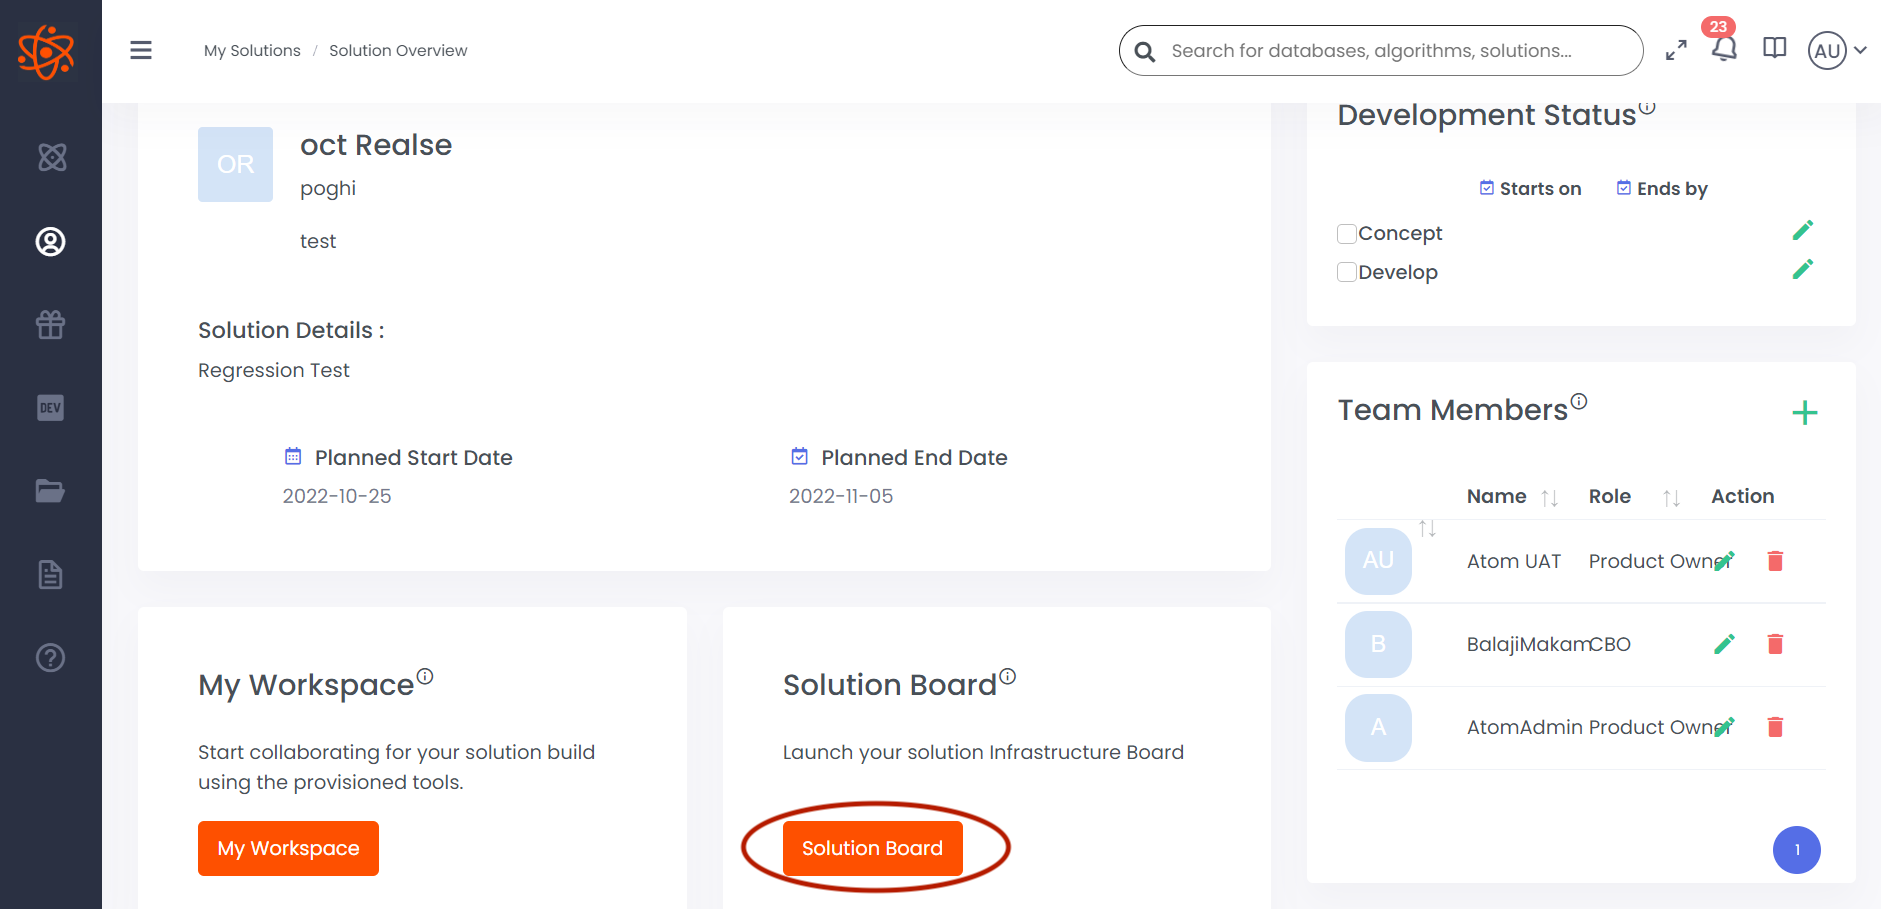 My Solutions / Solution Overview
Search for databases, algorithms, solutions...
23
AU
OR
oct Realse
poghi
test
Solution Details :
Regression Test
Planned Start Date
2022-10-25
Planned End Date
2022-11-05
My Workspace
Start collaborating for your solution build
using the provisioned tools.
My Workspace
Solution Board
Launch your solution Infrastructure Board
Solution Board
Development Status
Starts on Ends by
Concept
Develop
Team Members
Name Role Action
AU Atom UAT Product Owner
B BalajiMakam CBO
A AtomAdmin Product Owner
1
DEV